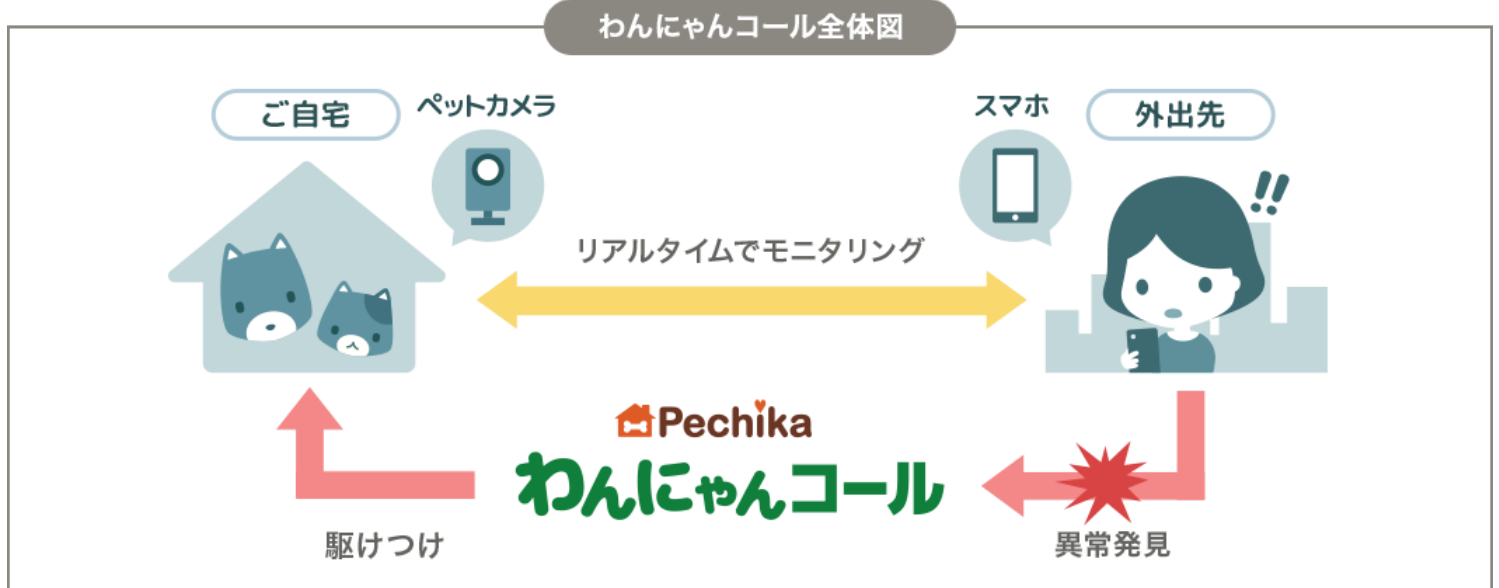 わんにゃんコール全体図
ご自宅
ペットカメラ
スマホ
外出先
!!
リアルタイムでモニタリング
Pechika
わんにゃんコール
駆けつけ
異常発見